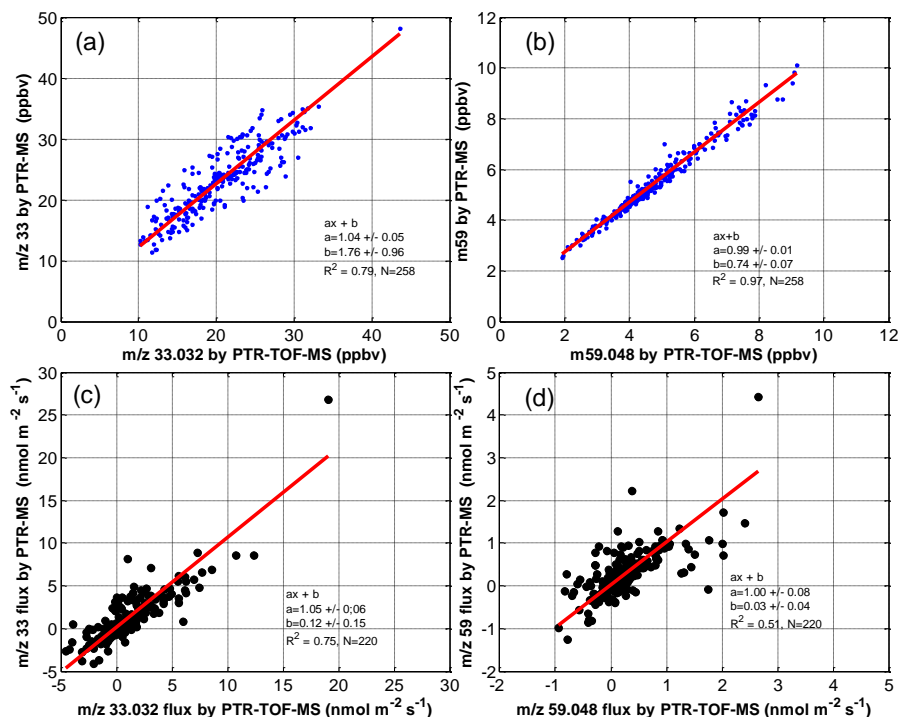 (a)
m/z 33 by PTR-MS (ppbv)
50
40
30
20
10
0
0 10 20 30 40 50
m/z 33.032 by PTR-TOF-MS (ppbv)
ax + b
a=1.04 +/- 0.05
b=1.76 +/- 0.96
R² = 0.79, N=258
(b)
m59 by PTR-MS (ppbv)
12
10
8
6
4
2
0
0 2 4 6 8 10 12
m59.048 by PTR-TOF-MS (ppbv)
ax+b
a=0.99 +/- 0.01
b=0.74 +/- 0.07
R² = 0.97, N=258
(c)
m/z 33 flux by PTR-MS (nmol m⁻² s⁻¹)
30
25
20
15
10
5
0
-5
-5 0 5 10 15 20 25 30
m/z 33.032 flux by PTR-TOF-MS (nmol m⁻² s⁻¹)
ax + b
a=1.05 +/- 0;06
b=0.12 +/- 0.15
R² = 0.75, N=220
(d)
m/z 59 flux by PTR-MS (nmol m⁻² s⁻¹)
5
4
3
2
1
0
-1
-2
-2 -1 0 1 2 3 4 5
m/z 59.048 flux by PTR-TOF-MS (nmol m⁻² s⁻¹)
ax + b
a=1.00 +/- 0.08
b=0.03 +/- 0.04
R² = 0.51, N=220